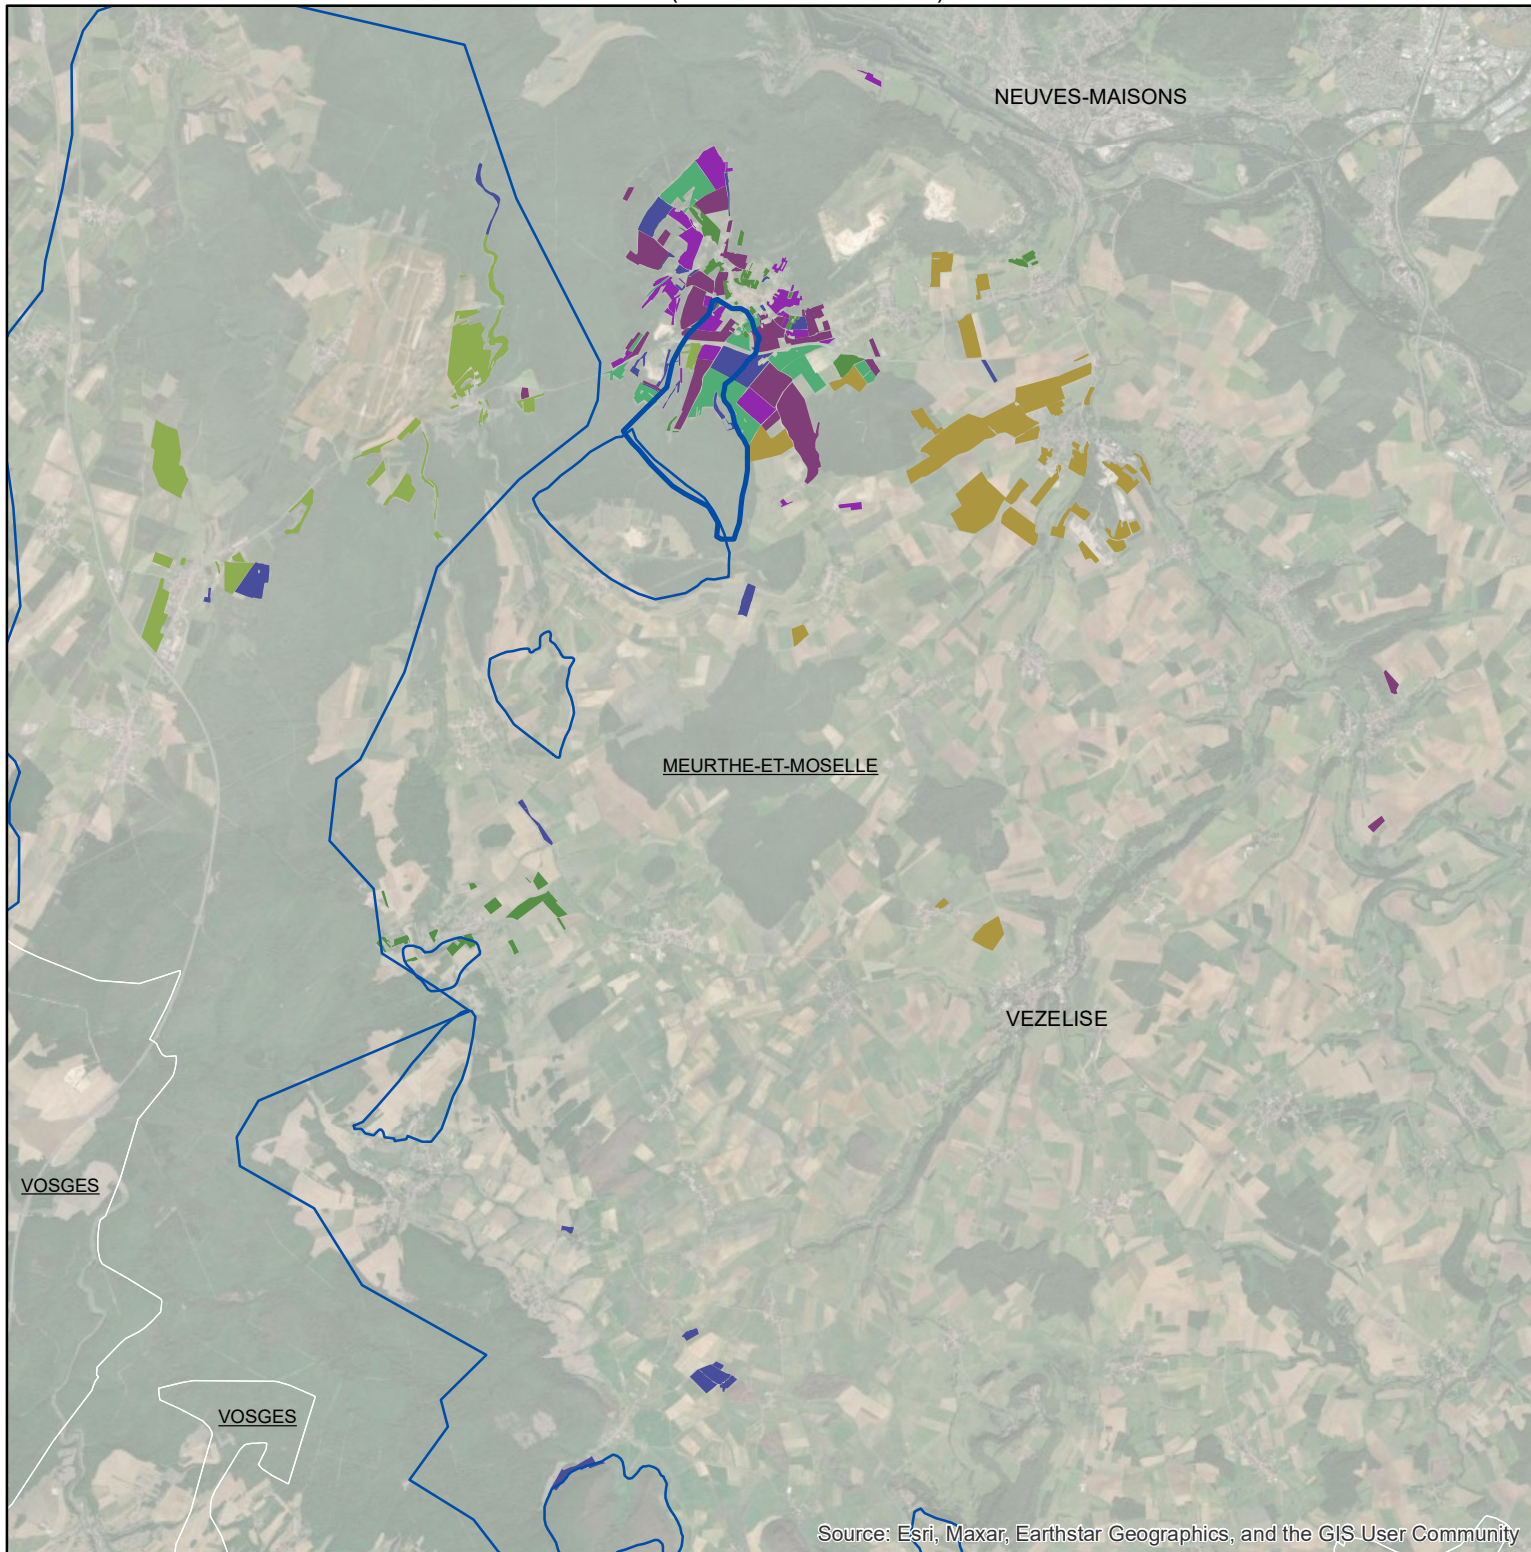 NEUVES-MAISONS
MEURTHE-ET-MOSELLE
VEZELISE
VOSGES
VOSGES
Source: Esri, Maxar, Earthstar Geographics, and the GIS User Community